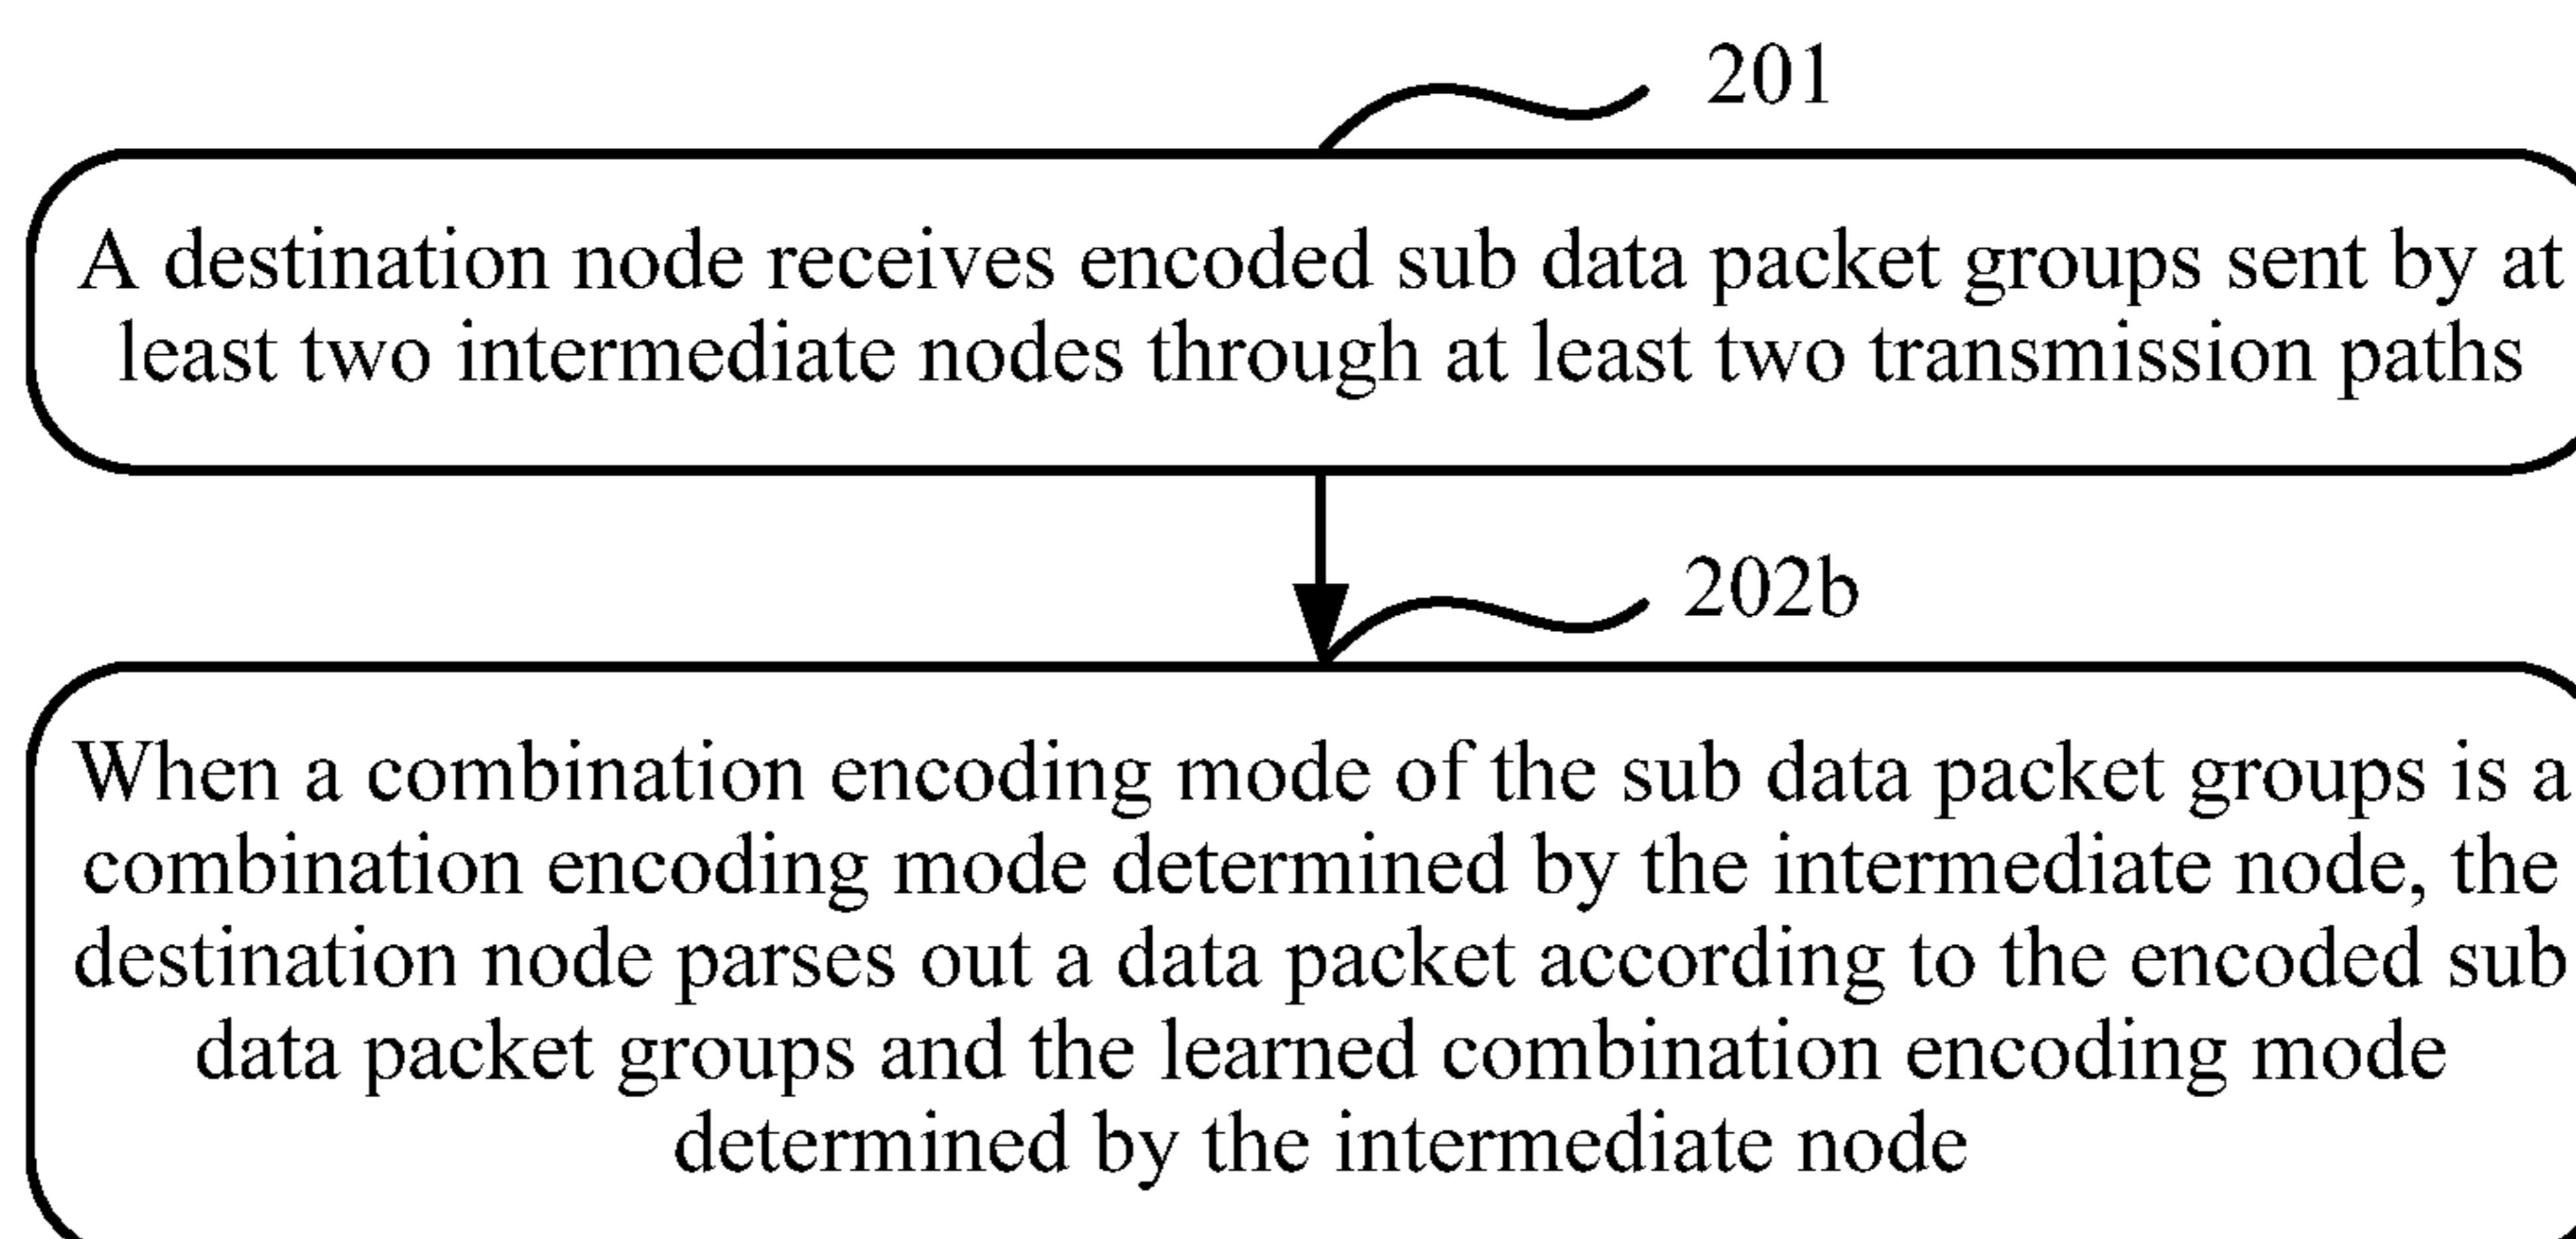 201
A destination node receives encoded sub data packet groups sent by at
least two intermediate nodes through at least two transmission paths
202b
When a combination encoding mode of the sub data packet groups is a
combination encoding mode determined by the intermediate node, the
destination node parses out a data packet according to the encoded sub
data packet groups and the learned combination encoding mode
determined by the intermediate node